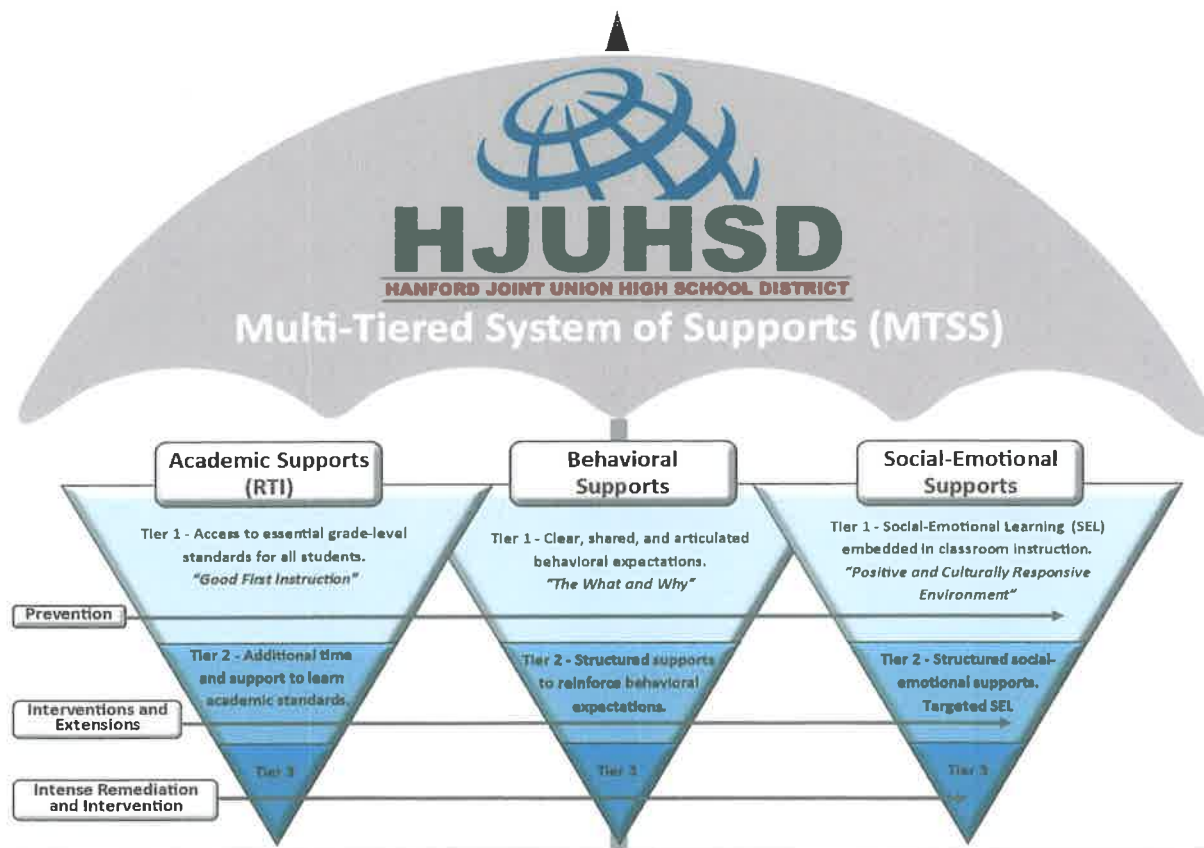 HJUHSD
HANFORD JOINT UNION HIGH SCHOOL DISTRICT
Multi-Tiered System of Supports (MTSS)
Academic Supports
(RTI)
Tier 1 - Access to essential grade-level
standards for all students.
"Good First Instruction"
Tier 2 - Additional time
and support to learn
academic standards.
Tier 3
Behavioral
Supports
Tier 1 - Clear, shared, and articulated
behavioral expectations.
"The What and Why"
Tier 2 - Structured supports
to reinforce behavioral
expectations.
Tier 3
Social-Emotional
Supports
Tier 1 - Social-Emotional Learning (SEL)
embedded in classroom instruction.
"Positive and Culturally Responsive
Environment"
Tier 2 - Structured social-
emotional supports.
Targeted SEL
Tier 3
Prevention
Interventions and
Extensions
Intense Remediation
and Intervention